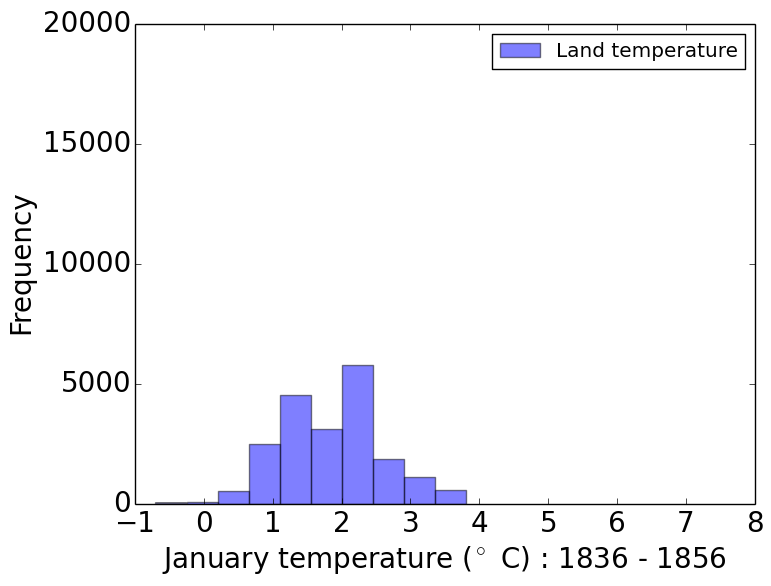 20000
15000
10000
5000
0
Frequency
Land temperature
−1 0 1 2 3 4 5 6 7 8
January temperature (° C) : 1836 - 1856